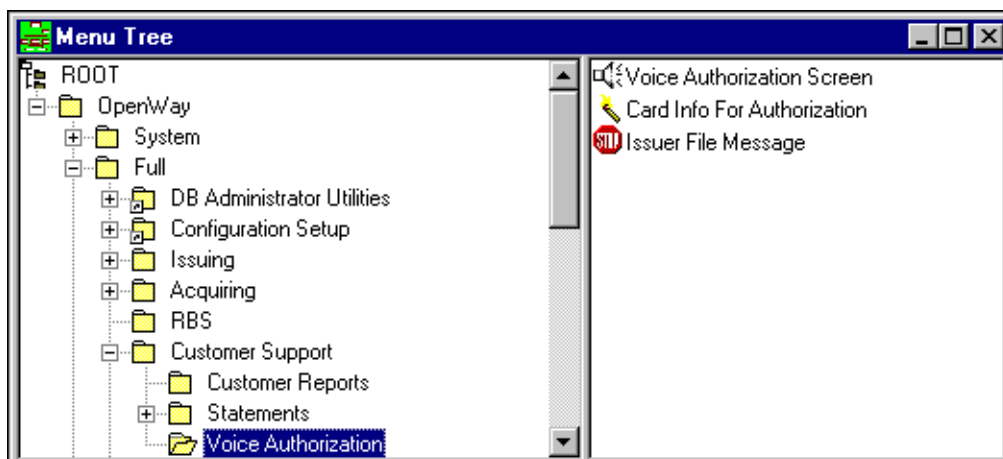 Menu Tree
ROOT
OpenWay
System
Full
DB Administrator Utilities
Configuration Setup
Issuing
Acquiring
RBS
Customer Support
Customer Reports
Statements
Voice Authorization
Voice Authorization Screen
Card Info For Authorization
Issuer File Message